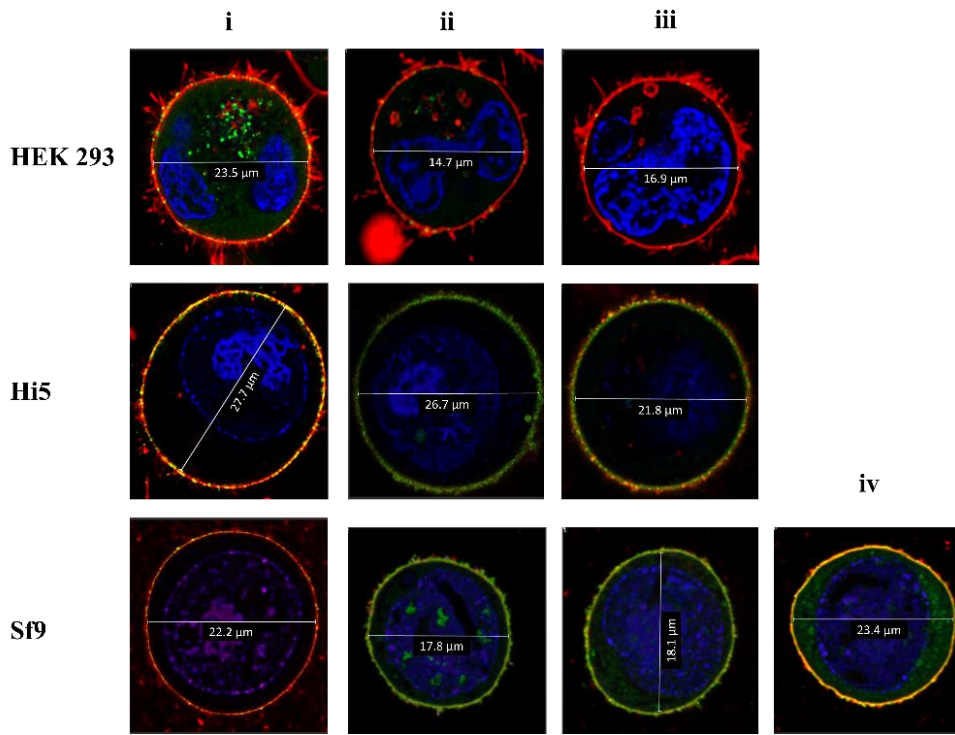 i ii iii
HEK 293
23.5 µm 14.7 µm 16.9 µm
Hi5
27.7 µm 26.7 µm 21.8 µm
iv
Sf9
22.2 µm 17.8 µm 18.1 µm 23.4 µm